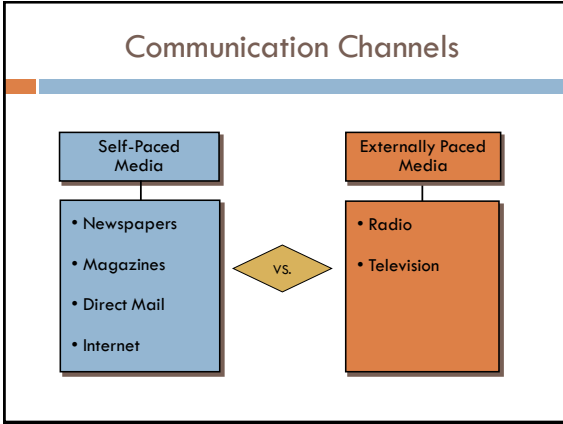 Communication Channels
Self-Paced
Media
• Newspapers
• Magazines
• Direct Mail
• Internet
vs.
Externally Paced
Media
• Radio
• Television